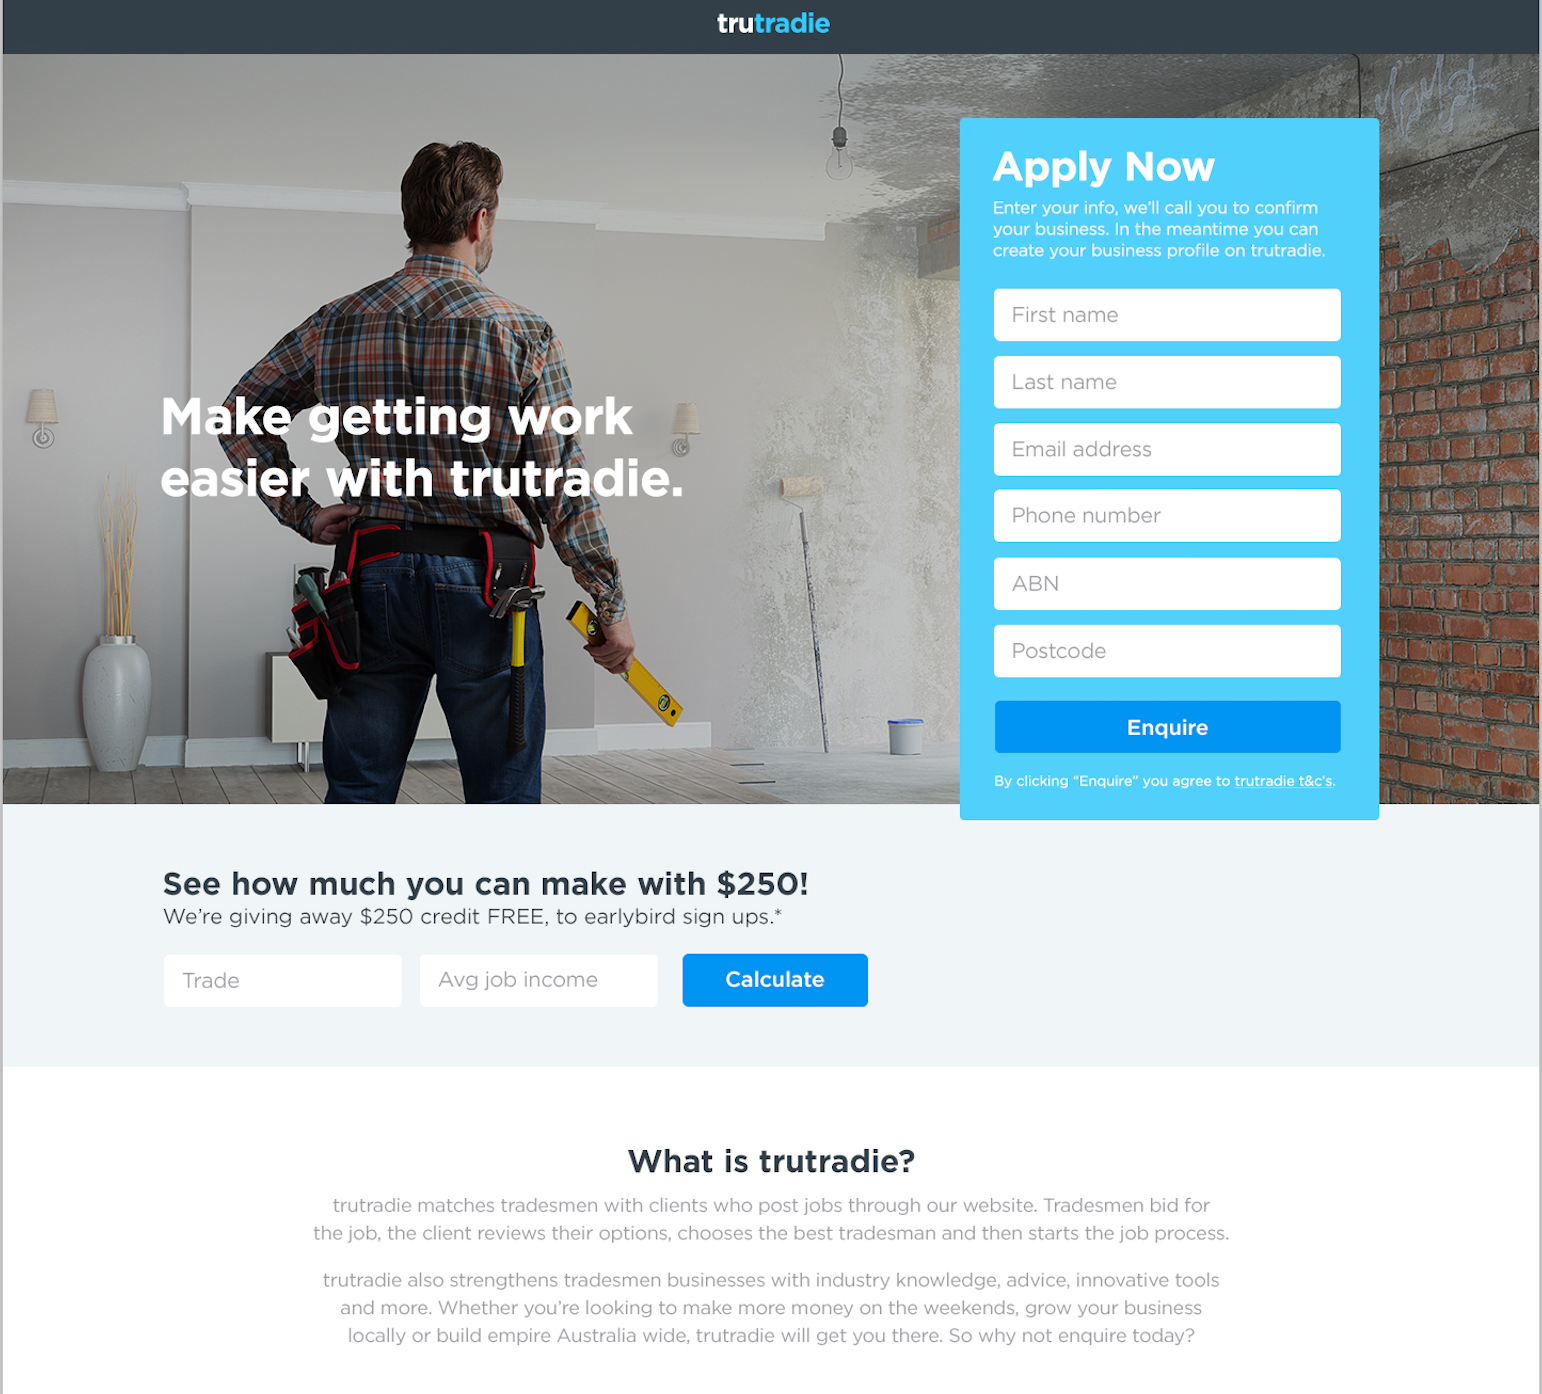 trutradie
Make getting work
easier with trutradie.
Apply Now
Enter your info, we'll call you to confirm
your business. In the meantime you can
create your business profile on trutradie.
First name
Last name
Email address
Phone number
ABN
Postcode
Enquire
By clicking “Enquire” you agree to trutradie t&c's.
See how much you can make with $250!
We're giving away $250 credit FREE, to earlybird sign ups.*
Trade
Avg job income
Calculate
What is trutradie?
trutradie matches tradesmen with clients who post jobs through our website. Tradesmen bid for
the job, the client reviews their options, chooses the best tradesman and then starts the job process.
trutradie also strengthens tradesmen businesses with industry knowledge, advice, innovative tools
and more. Whether you're looking to make more money on the weekends, grow your business
locally or build empire Australia wide, trutradie will get you there. So why not enquire today?